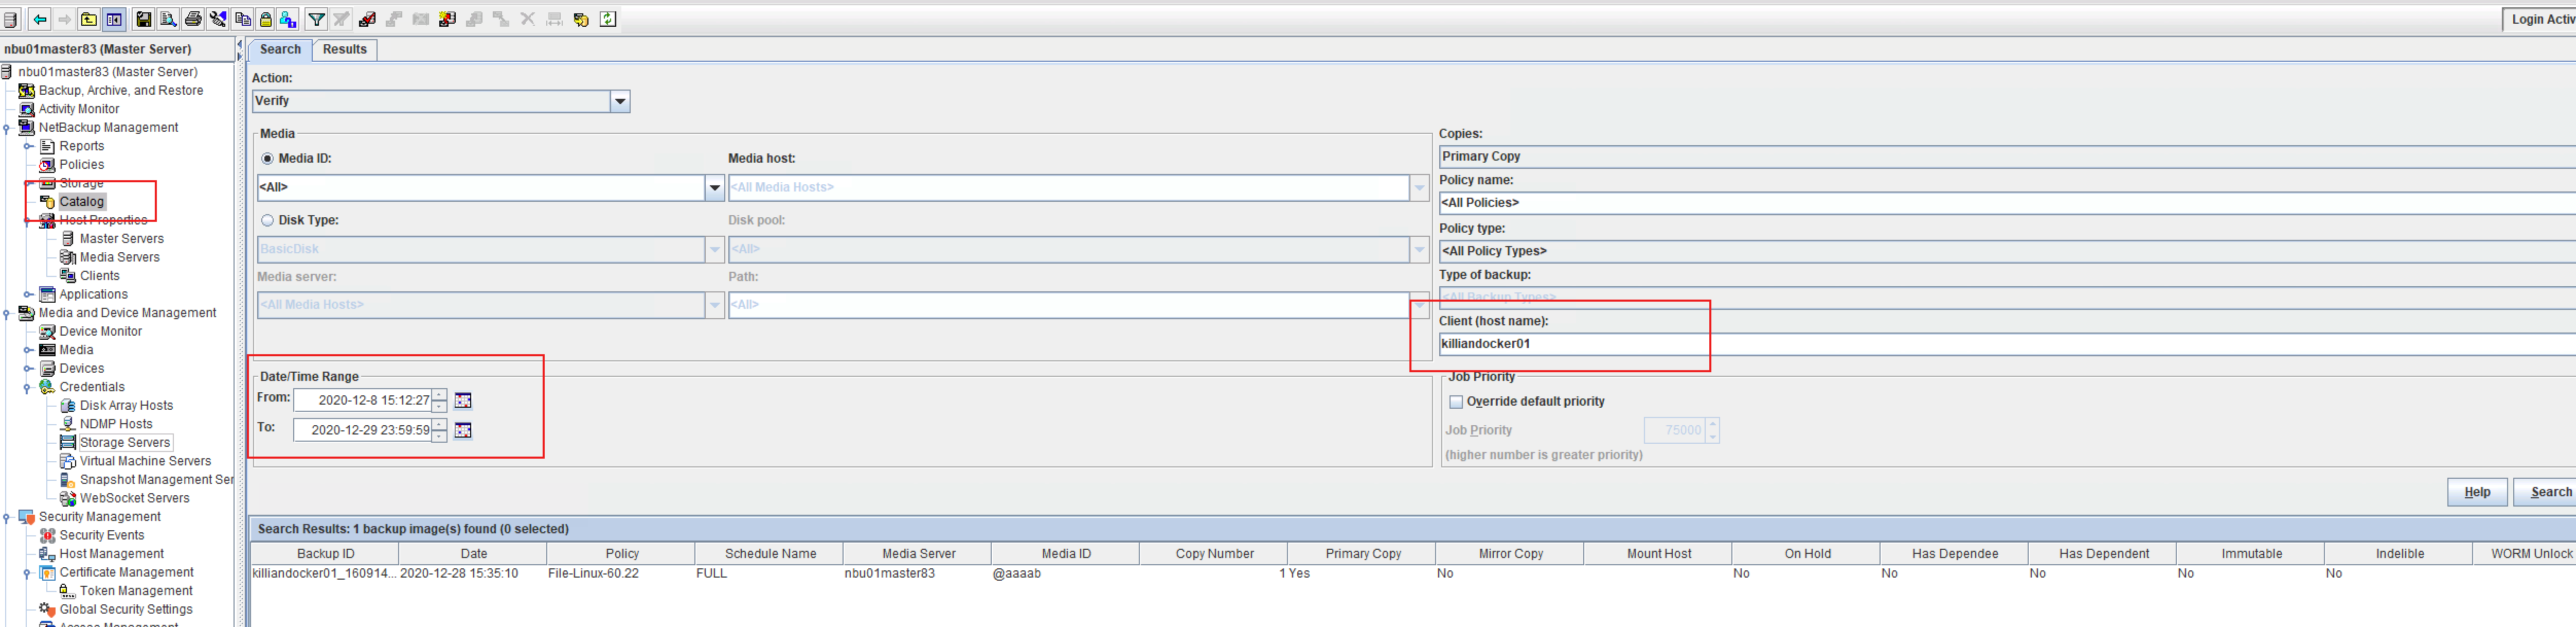 Login Activ
nbu01master83 (Master Server)
nbu01master83 (Master Server)
Backup, Archive, and Restore
Activity Monitor
NetBackup Management
Reports
Policies
Storage
Catalog
Host Properties
Master Servers
Media Servers
Clients
Applications
Media and Device Management
Device Monitor
Media
Devices
Credentials
Disk Array Hosts
NDMP Hosts
Storage Servers
Virtual Machine Servers
Snapshot Management Ser
WebSocket Servers
Security Management
Security Events
Host Management
Certificate Management
Token Management
Global Security Settings
Access Management
Search Results
Action:
Verify
Media
Media ID: Media host:
<All> <All Media Hosts>
Disk Type: Disk pool:
BasicDisk <All>
Media server: Path:
<All Media Hosts> <All>
Copies:
Primary Copy
Policy name:
<All Policies>
Policy type:
<All Policy Types>
Type of backup:
<All Backup Types>
Client (host name):
killiandocker01
Date/Time Range
From: 2020-12-8 15:12:27
To: 2020-12-29 23:59:59
Job Priority
Override default priority
Job Priority 75000
(higher number is greater priority)
Help Search
Search Results: 1 backup image(s) found (0 selected)
Backup ID Date Policy Schedule Name Media Server Media ID Copy Number Primary Copy Mirror Copy Mount Host On Hold Has Dependee Has Dependent Immutable Indelible WORM Unlock
killiandocker01_160914... 2020-12-28 15:35:10 File-Linux-60.22 FULL nbu01master83 @aaaab 1 Yes No No No No No No